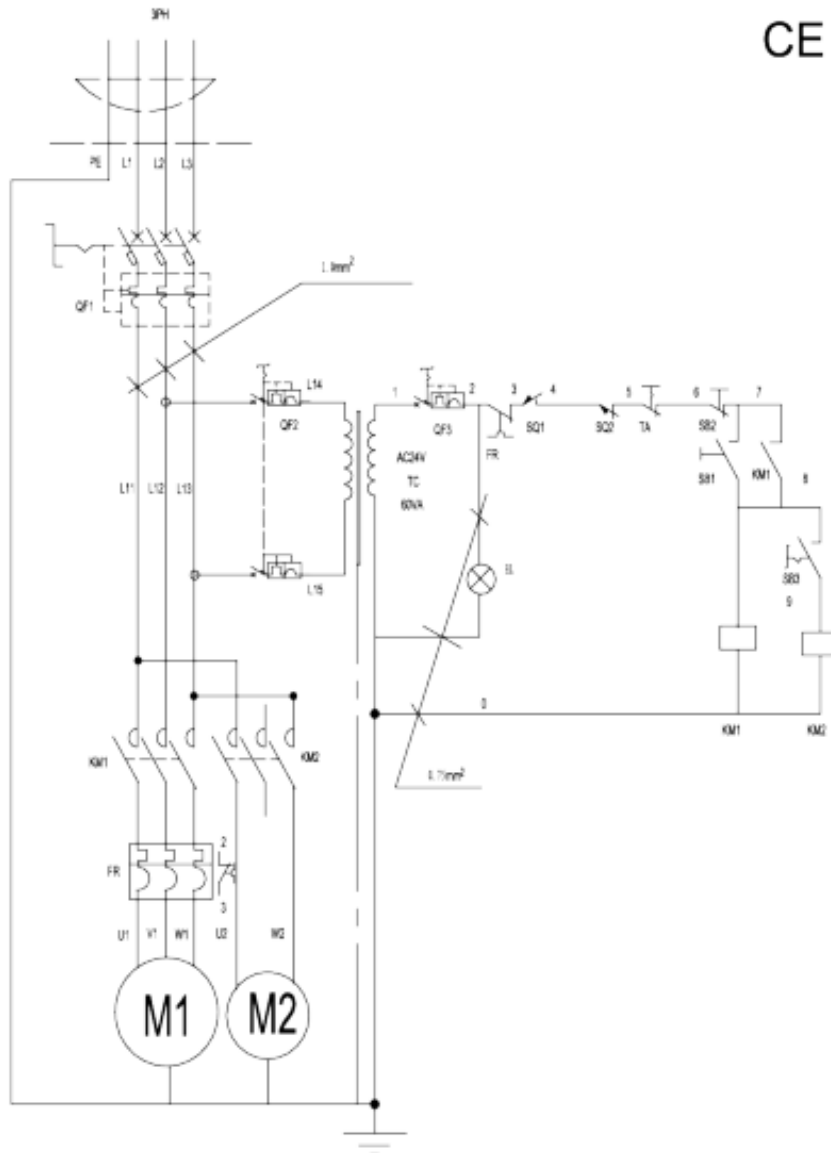 3PH
CE
PE L1 L2 L3
QF1
L14
QF2
L15
L11 L12 L13
1 2 3 4 5 6 7
QF3
FR
SQ1
SQ2
TA
SB2
AC24V
TC
60VA
SB1
KM1
8
SB3
9
0
KM1
KM2
KM1
KM2
0.75mm²
FR
2
3
U1 V1 W1 U2 W2
M1
M2